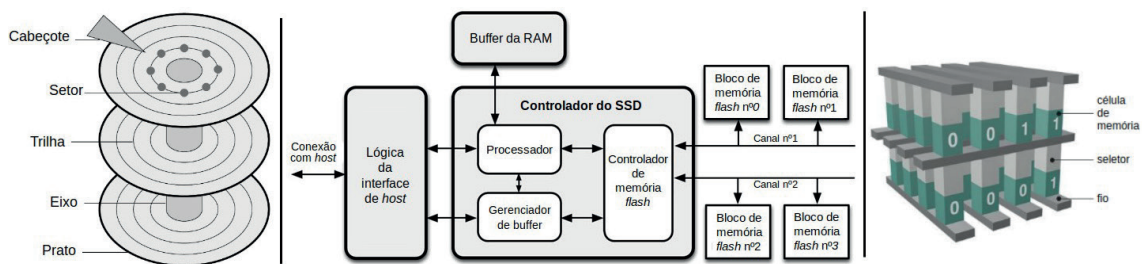 Cabeçote
Setor
Trilha
Eixo
Prato
Conexão
com host
Lógica
da
interface
de host
Buffer da RAM
Controlador do SSD
Processador
Gerenciador
de buffer
Controlador
de
memória
flash
Bloco de
memória
flash nº0
Bloco de
memória
flash nº1
Canal nº1
Canal nº2
Bloco de
memória
flash nº2
Bloco de
memória
flash nº3
0 0 1 1
0 0 0 1
célula
de
memória
seletor
fio